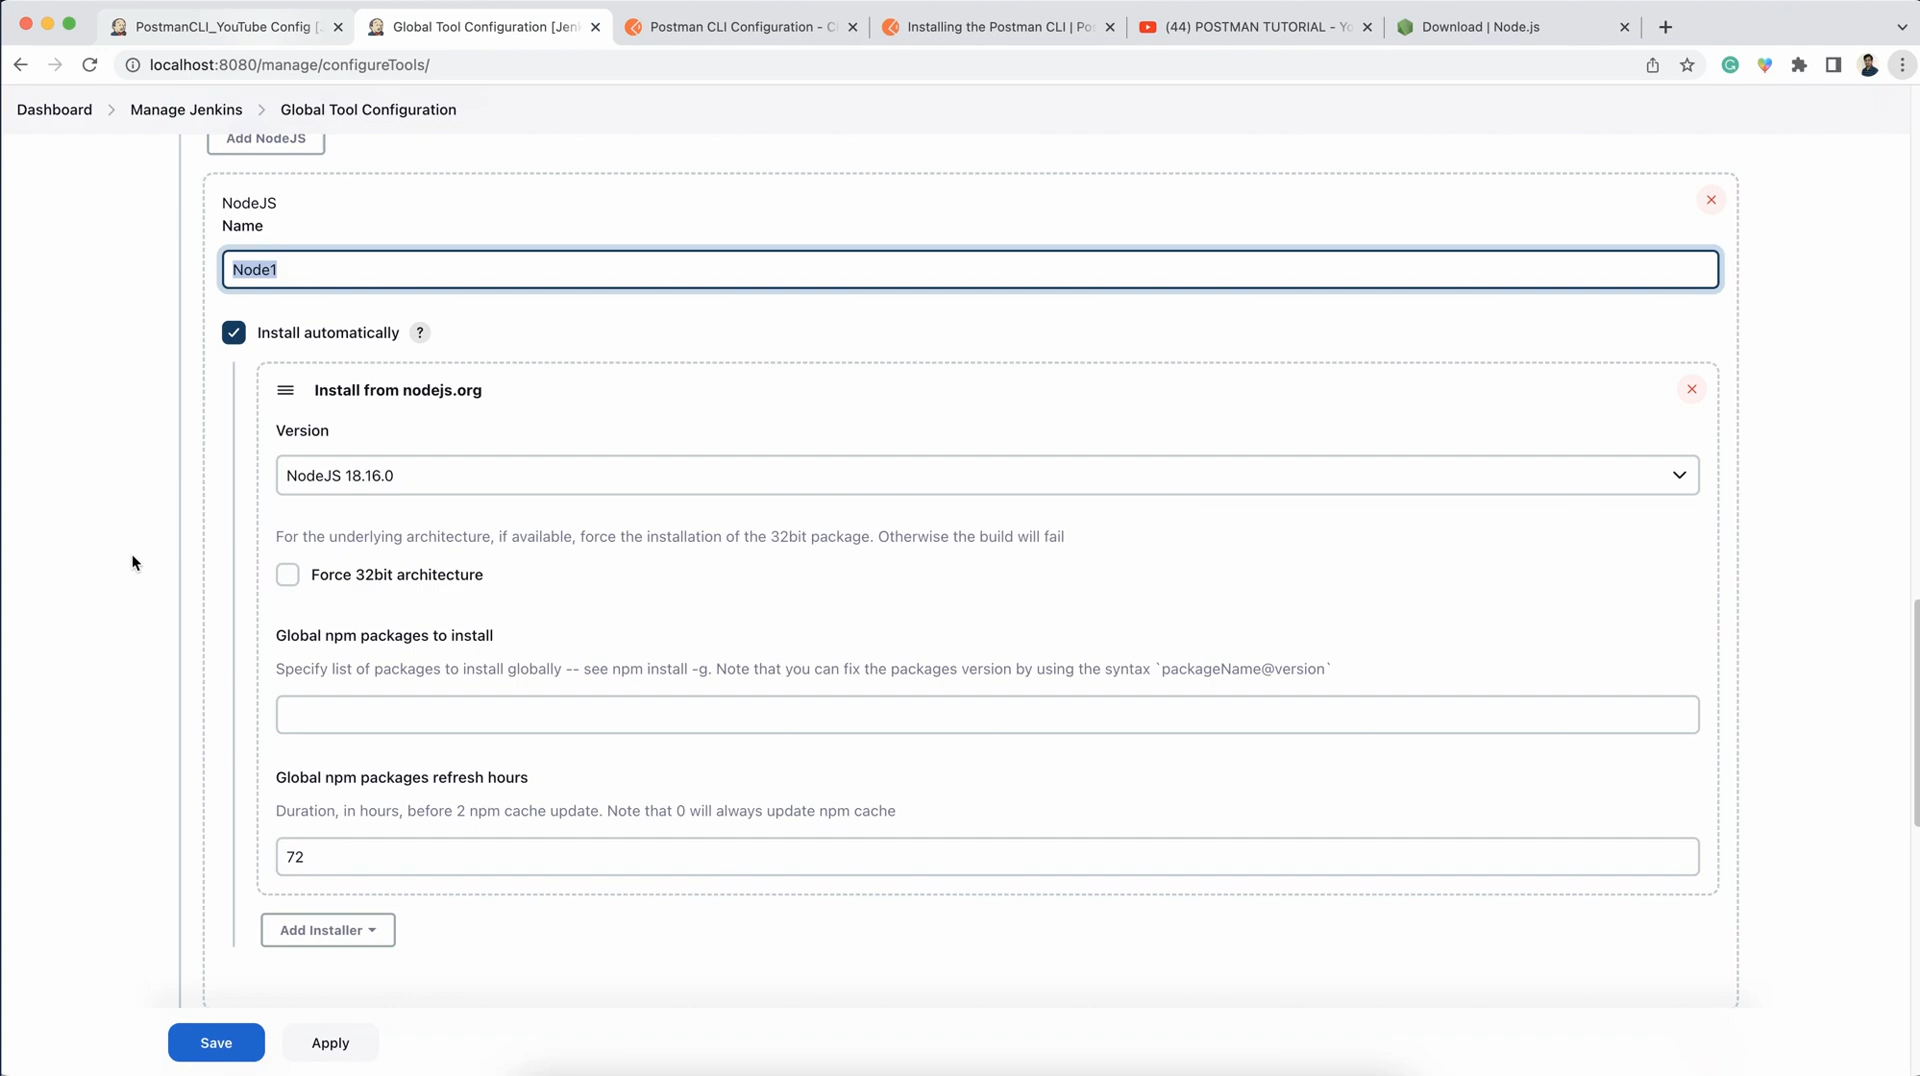 PostmanCLI_YouTube Config [
Global Tool Configuration [Jenk
Postman CLI Configuration - Cl
Installing the Postman CLI | Pos
(44) POSTMAN TUTORIAL - Yo
Download | Node.js
localhost:8080/manage/configureTools/
Dashboard
Manage Jenkins
Global Tool Configuration
Add NodeJS
NodeJS
Name
Node1
Install automatically ?
Install from nodejs.org
Version
NodeJS 18.16.0
For the underlying architecture, if available, force the installation of the 32bit package. Otherwise the build will fail
Force 32bit architecture
Global npm packages to install
Specify list of packages to install globally -- see npm install -g. Note that you can fix the packages version by using the syntax `packageName@version`
Global npm packages refresh hours
Duration, in hours, before 2 npm cache update. Note that 0 will always update npm cache
72
Add Installer
Save
Apply